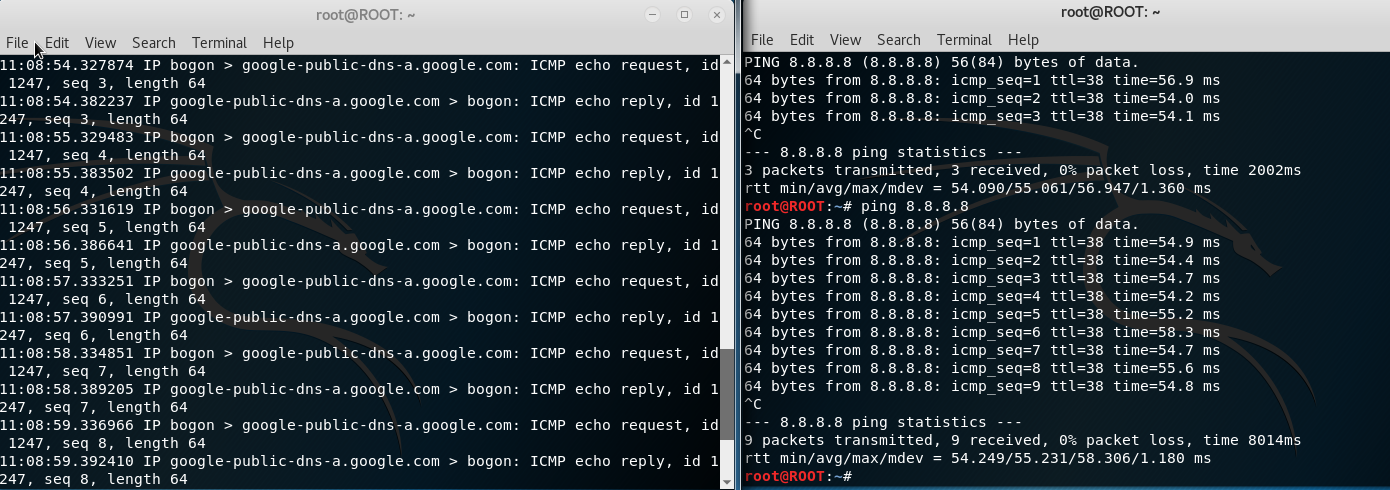 root@ROOT: ~
File Edit View Search Terminal Help
11:08:54.327874 IP bogon > google-public-dns-a.google.com: ICMP echo request, id
 1247, seq 3, length 64
11:08:54.382237 IP google-public-dns-a.google.com > bogon: ICMP echo reply, id 1
247, seq 3, length 64
11:08:55.329483 IP bogon > google-public-dns-a.google.com: ICMP echo request, id
 1247, seq 4, length 64
11:08:55.383502 IP google-public-dns-a.google.com > bogon: ICMP echo reply, id 1
247, seq 4, length 64
11:08:56.331619 IP bogon > google-public-dns-a.google.com: ICMP echo request, id
 1247, seq 5, length 64
11:08:56.386641 IP google-public-dns-a.google.com > bogon: ICMP echo reply, id 1
247, seq 5, length 64
11:08:57.333251 IP bogon > google-public-dns-a.google.com: ICMP echo request, id
 1247, seq 6, length 64
11:08:57.390991 IP google-public-dns-a.google.com > bogon: ICMP echo reply, id 1
247, seq 6, length 64
11:08:58.334851 IP bogon > google-public-dns-a.google.com: ICMP echo request, id
 1247, seq 7, length 64
11:08:58.389205 IP google-public-dns-a.google.com > bogon: ICMP echo reply, id 1
247, seq 7, length 64
11:08:59.336966 IP bogon > google-public-dns-a.google.com: ICMP echo request, id
 1247, seq 8, length 64
11:08:59.392410 IP google-public-dns-a.google.com > bogon: ICMP echo reply, id 1
247, seq 8, length 64
root@ROOT: ~
File Edit View Search Terminal Help
PING 8.8.8.8 (8.8.8.8) 56(84) bytes of data.
64 bytes from 8.8.8.8: icmp_seq=1 ttl=38 time=56.9 ms
64 bytes from 8.8.8.8: icmp_seq=2 ttl=38 time=54.0 ms
64 bytes from 8.8.8.8: icmp_seq=3 ttl=38 time=54.1 ms
^C
--- 8.8.8.8 ping statistics ---
3 packets transmitted, 3 received, 0% packet loss, time 2002ms
rtt min/avg/max/mdev = 54.090/55.061/56.947/1.360 ms
root@ROOT:~# ping 8.8.8.8
PING 8.8.8.8 (8.8.8.8) 56(84) bytes of data.
64 bytes from 8.8.8.8: icmp_seq=1 ttl=38 time=54.9 ms
64 bytes from 8.8.8.8: icmp_seq=2 ttl=38 time=54.4 ms
64 bytes from 8.8.8.8: icmp_seq=3 ttl=38 time=54.7 ms
64 bytes from 8.8.8.8: icmp_seq=4 ttl=38 time=54.2 ms
64 bytes from 8.8.8.8: icmp_seq=5 ttl=38 time=55.2 ms
64 bytes from 8.8.8.8: icmp_seq=6 ttl=38 time=58.3 ms
64 bytes from 8.8.8.8: icmp_seq=7 ttl=38 time=54.7 ms
64 bytes from 8.8.8.8: icmp_seq=8 ttl=38 time=55.6 ms
64 bytes from 8.8.8.8: icmp_seq=9 ttl=38 time=54.8 ms
^C
--- 8.8.8.8 ping statistics ---
9 packets transmitted, 9 received, 0% packet loss, time 8014ms
rtt min/avg/max/mdev = 54.249/55.231/58.306/1.180 ms
root@ROOT:~#